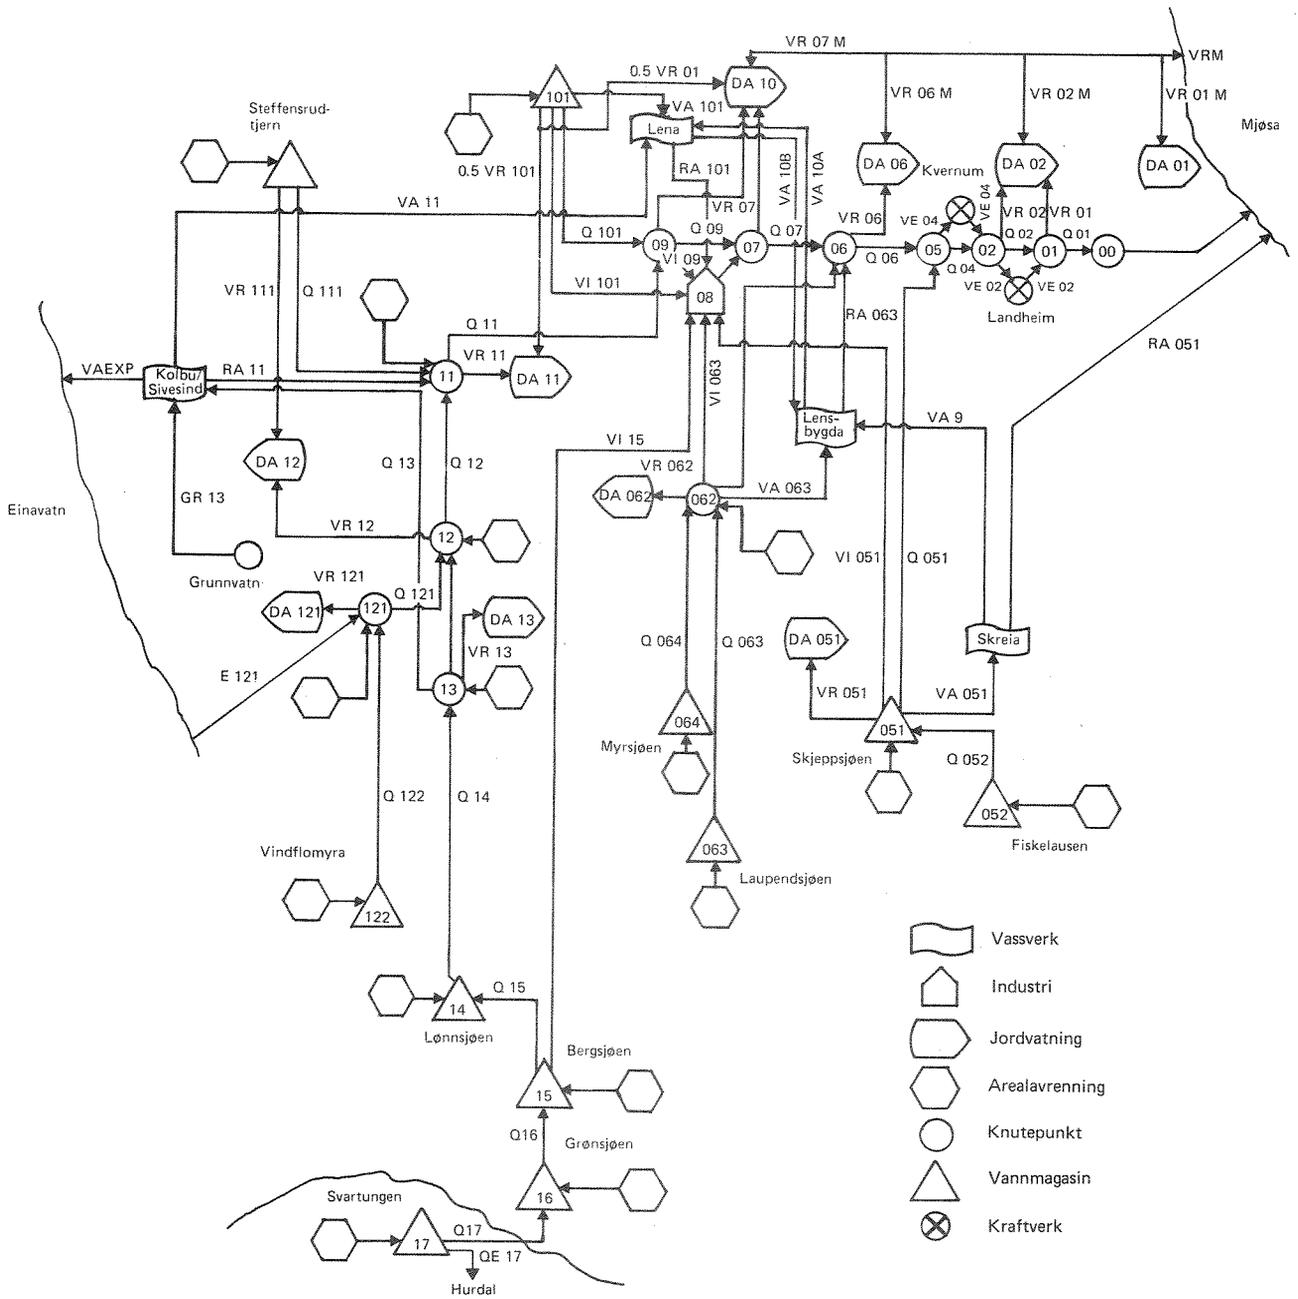 VR 07 M
VRM
0.5 VR 01
DA 10
101
VA 101
VR 06 M
VR 02 M
VR 01 M
Mjøsa
Steffensrud-
tjern
Lena
DA 06
Kvernum
DA 02
DA 01
0.5 VR 101
RA 101
VA 10B
VA 10A
VA 11
VR 07
VR 06
VE 04
VE 04
VR 02
VR 01
Q 101
09
Q 09
07
Q 07
06
Q 06
05
Q 04
02
Q 02
01
Q 01
00
VI 09
VR 111
Q 111
VI 101
08
VE 02
VE 02
Landheim
RA 063
Q 11
VR 11
RA 051
VAEXP
Kolbu/
Sivesind
RA 11
11
DA 11
VI 063
Lens-
bygda
VA 9
VI 15
DA 12
Q 13
Q 12
VR 062
GR 13
DA 062
062
VA 063
Einavatn
VR 12
12
Grunnvatn
VI 051
Q 051
VR 121
Q 121
DA 121
121
DA 13
Q 064
Q 063
DA 051
Skreia
VR 13
E 121
13
VR 051
VA 051
064
051
Myrsjøen
Skjeppsjøen
Q 052
Q 122
Q 14
052
Fiskelausen
Vindflomyra
063
Laupendsjøen
122
Vassverk
Q 15
Industri
14
Lønnsjøen
Jordvatning
Bergsjøen
15
Arealavrenning
Q16
Grønsjøen
Knutepunkt
Svartungen
16
Vannmagasin
Q17
17
QE 17
Kraftverk
Hurdal